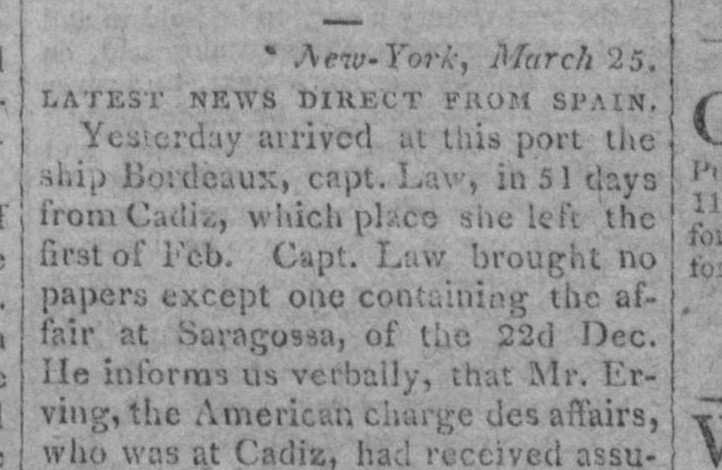 New-York, March 25.
LATEST NEWS DIRECT FROM SPAIN.
Yesterday arrived at this port the
ship Bordeaux, capt. Law, in 51 days
from Cadiz, which place she left the
first of Feb. Capt. Law brought no
papers except one containing the af-
fair at Saragossa, of the 22d Dec.
He informs us verbally, that Mr. Er-
ving, the American charge des affairs,
who was at Cadiz, had received assu-